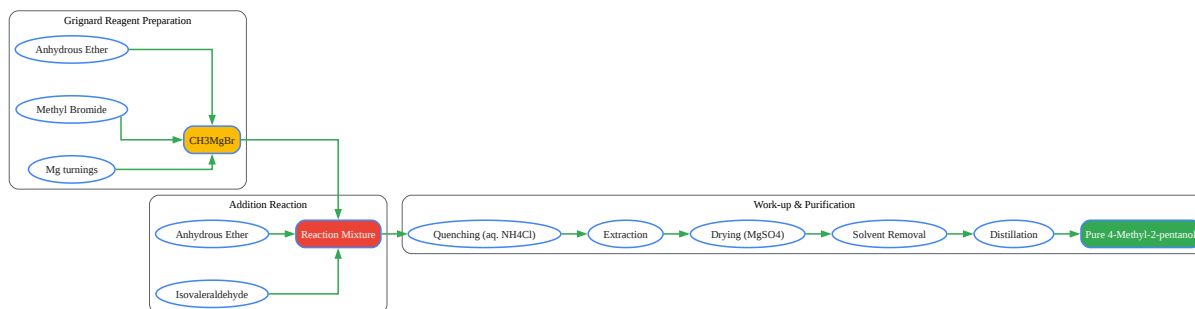 Grignard Reagent Preparation
Anhydrous Ether
Methyl Bromide
CH3MgBr
Mg turnings
Addition Reaction
Anhydrous Ether
Reaction Mixture
Isovaleraldehyde
Work-up & Purification
Quenching (aq. NH4Cl)
Extraction
Drying (MgSO4)
Solvent Removal
Distillation
Pure 4-Methyl-2-pentanol